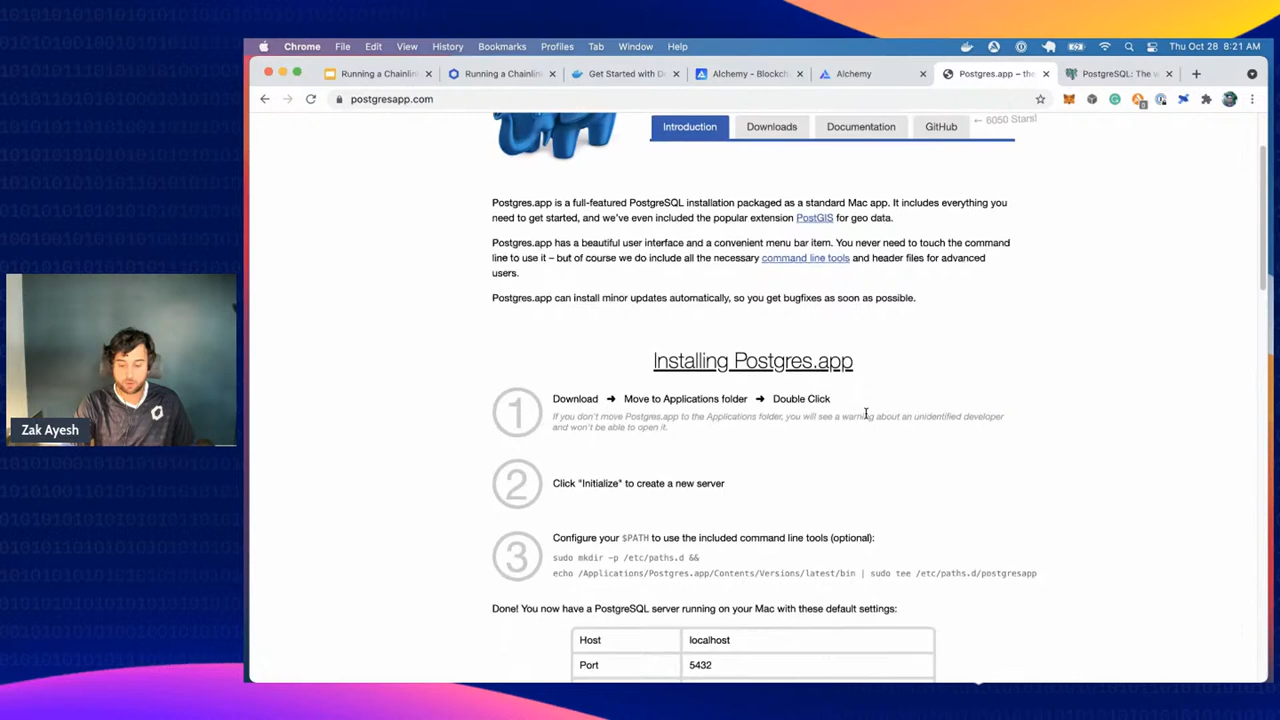 Chrome File Edit View History Bookmarks Profiles Tab Window Help Thu Oct 28 8:21 AM
Running a Chainlin Running a Chainlin Get Started with D Alchemy - Blockch Alchemy Postgres.app – the PostgreSQL: The w
postgresapp.com
Introduction Downloads Documentation GitHub ← 6050 Stars!
Postgres.app is a full-featured PostgreSQL installation packaged as a standard Mac app. It includes everything you
need to get started, and we've even included the popular extension PostGIS for geo data.
Postgres.app has a beautiful user interface and a convenient menu bar item. You never need to touch the command
line to use it – but of course we do include all the necessary command line tools and header files for advanced
users.
Postgres.app can install minor updates automatically, so you get bugfixes as soon as possible.
Installing Postgres.app
1 Download → Move to Applications folder → Double Click
If you don't move Postgres.app to the Applications folder, you will see a warning about an unidentified developer
and won't be able to open it.
2 Click "Initialize" to create a new server
3 Configure your $PATH to use the included command line tools (optional):
sudo mkdir -p /etc/paths.d &&
echo /Applications/Postgres.app/Contents/Versions/latest/bin | sudo tee /etc/paths.d/postgresapp
Done! You now have a PostgreSQL server running on your Mac with these default settings:
Host localhost
Port 5432
Zak Ayesh